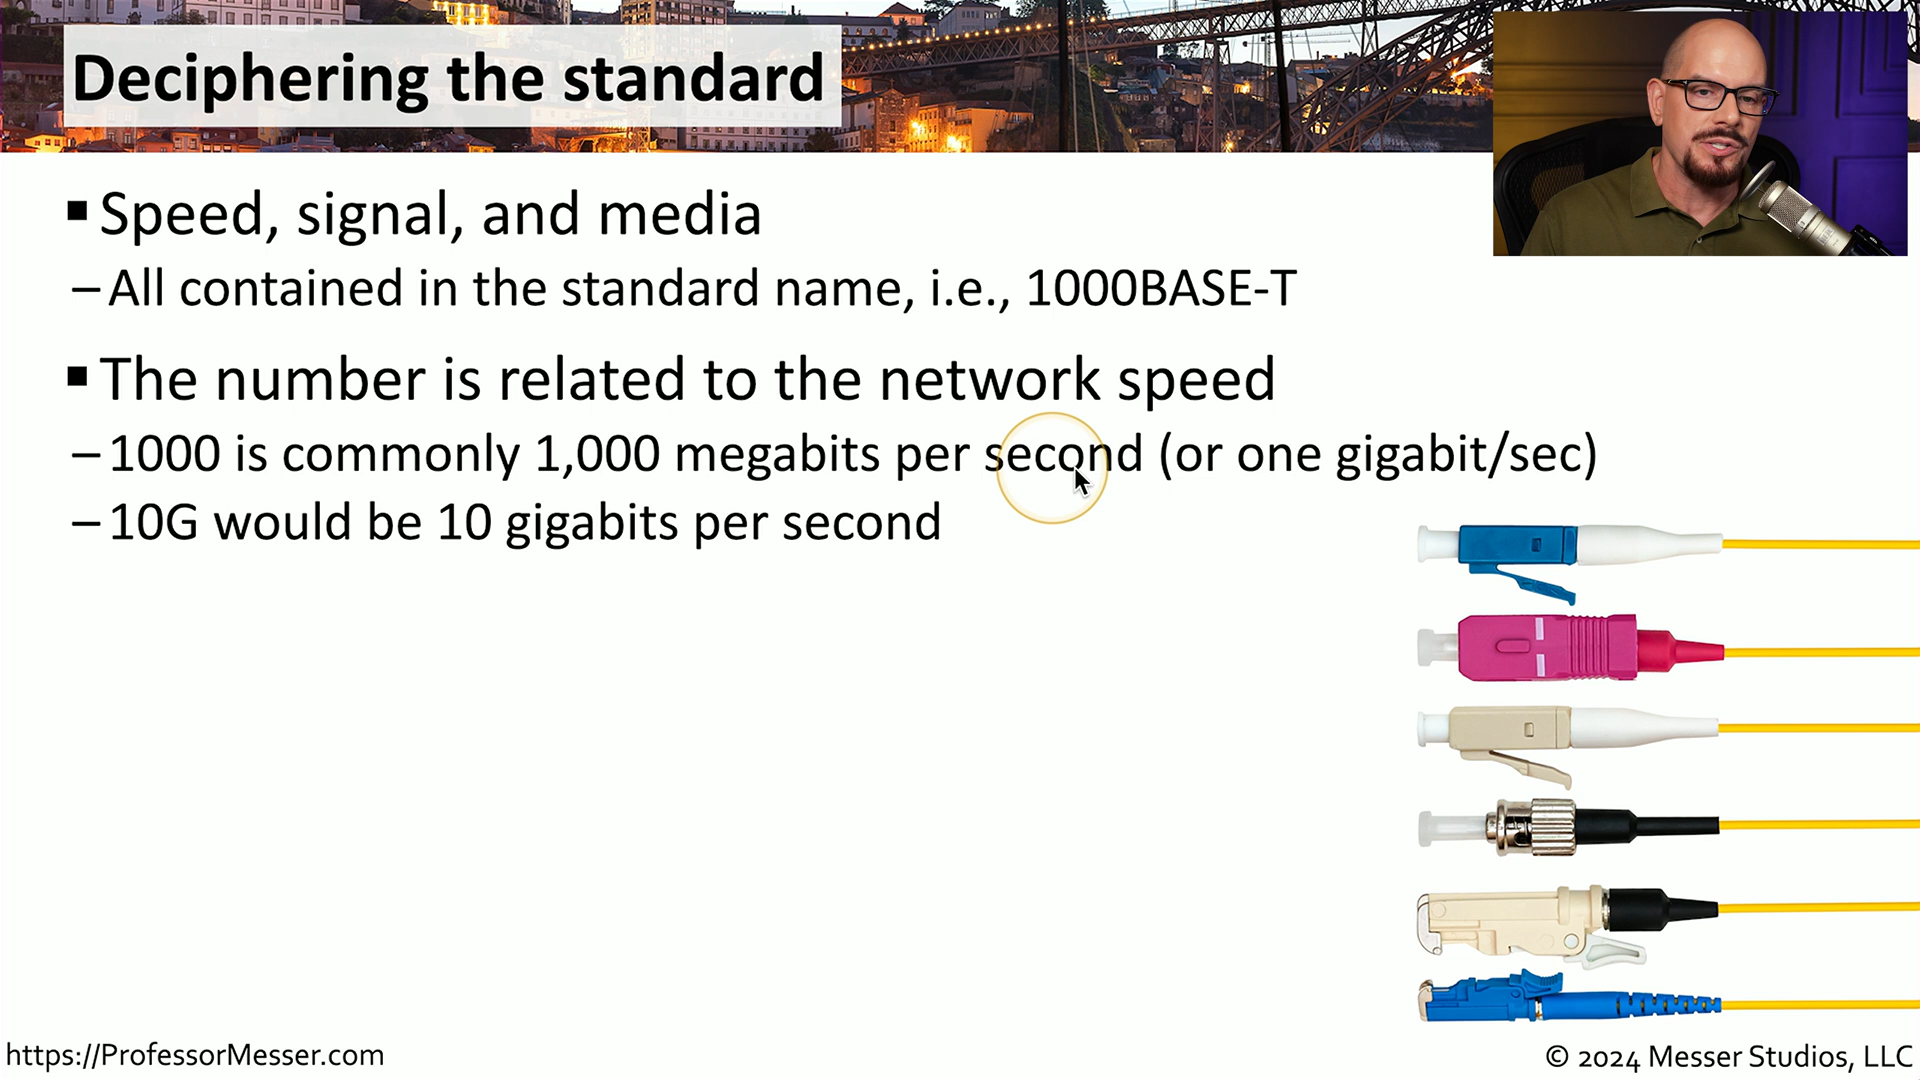 Deciphering the standard
▪ Speed, signal, and media
– All contained in the standard name, i.e., 1000BASE-T
▪ The number is related to the network speed
– 1000 is commonly 1,000 megabits per second (or one gigabit/sec)
– 10G would be 10 gigabits per second
https://ProfessorMesser.com
© 2024 Messer Studios, LLC